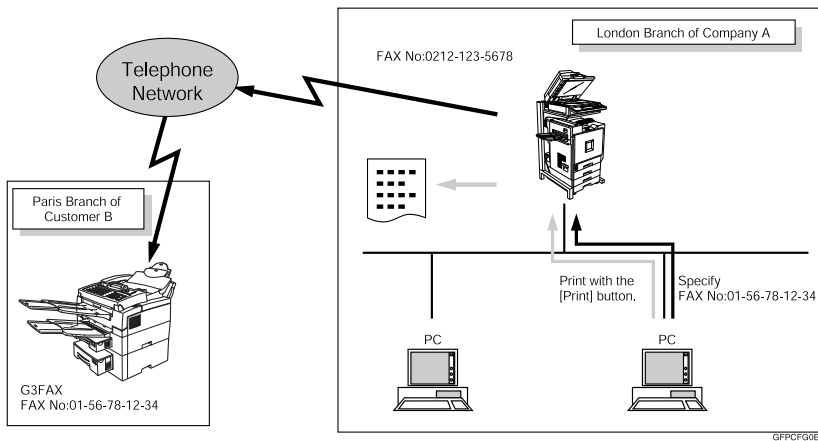 London Branch of Company A
FAX No:0212-123-5678
Telephone
Network
Paris Branch of
Customer B
Print with the
[Print] button.
Specify
FAX No:01-56-78-12-34
PC
PC
G3FAX
FAX No:01-56-78-12-34
GFPCFG0E